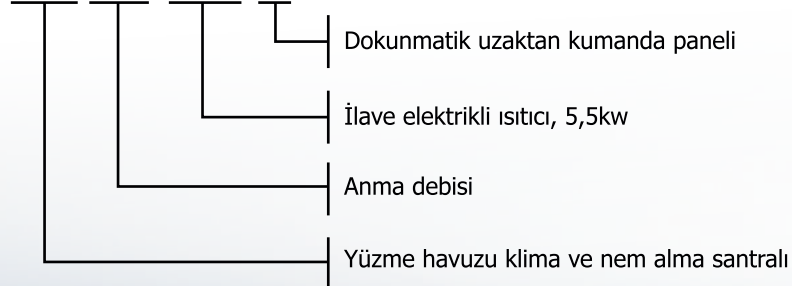 Dokunmatik uzaktan kumanda paneli
İlave elektrikli ısıtıcı, 5,5kw
Anma debisi
Yüzme havuzu klima ve nem alma santralı